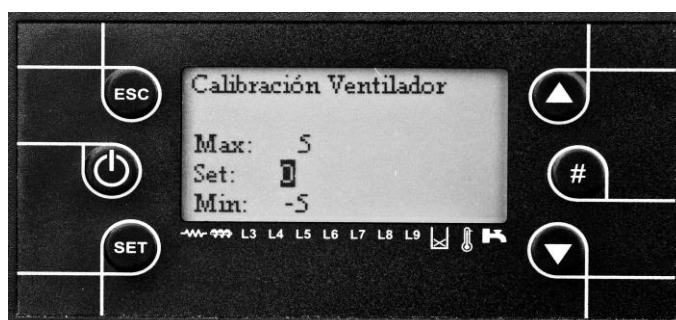 ESC
SET
#
Calibración Ventilador
Max: 5
Set: 0
Min: -5
L3 L4 L5 L6 L7 L8 L9